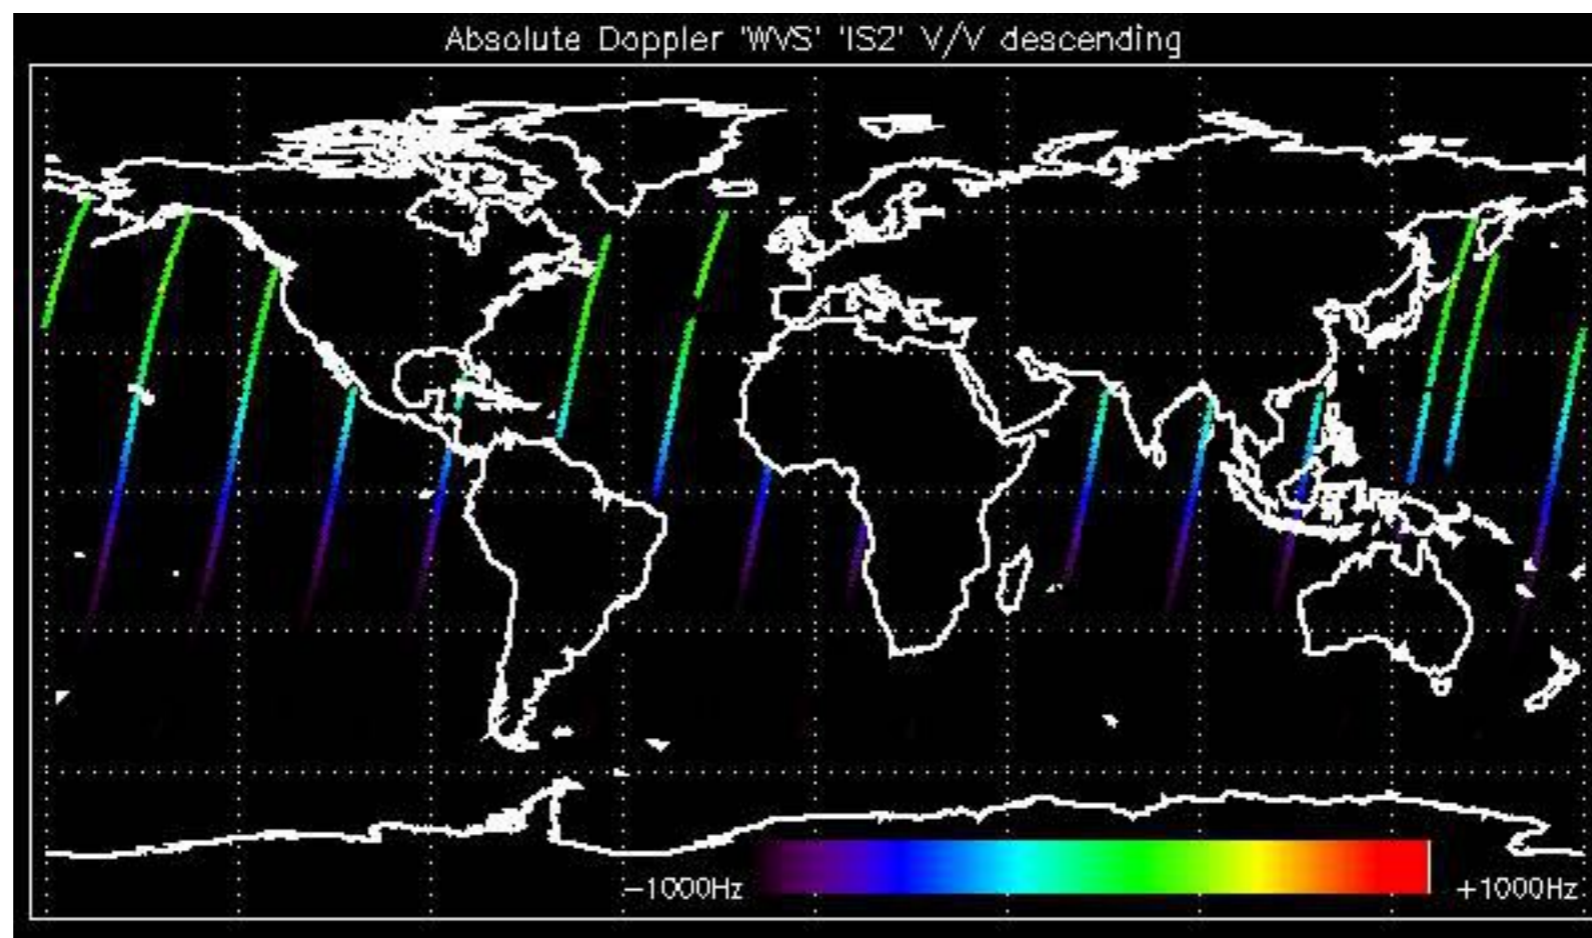 Absolute Doppler 'WVS' 'IS2' V/V descending
−1000Hz +1000Hz